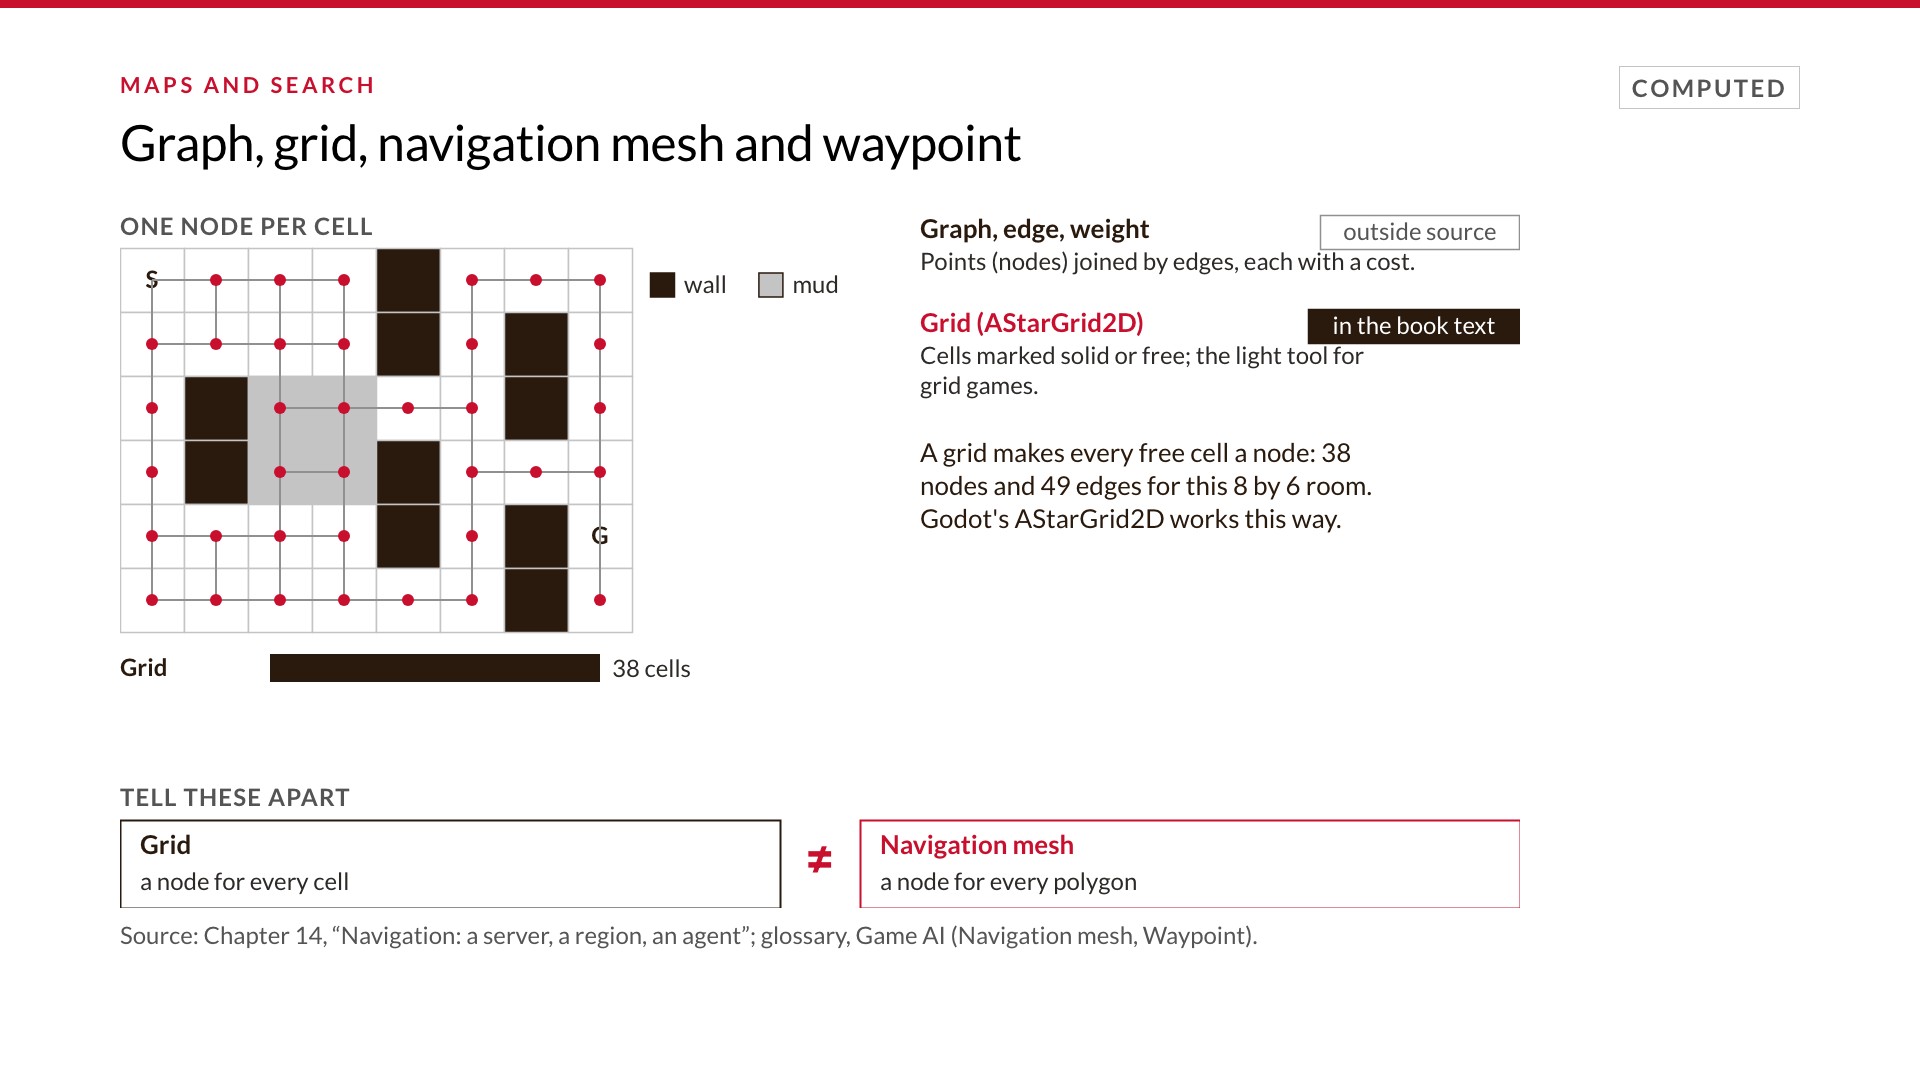 MAPS AND SEARCH
COMPUTED
Graph, grid, navigation mesh and waypoint
ONE NODE PER CELL
S
G
wall
mud
Grid
38 cells
Graph, edge, weight
outside source
Points (nodes) joined by edges, each with a cost.
Grid (AStarGrid2D)
in the book text
Cells marked solid or free; the light tool for
grid games.
A grid makes every free cell a node: 38
nodes and 49 edges for this 8 by 6 room.
Godot's AStarGrid2D works this way.
TELL THESE APART
Grid
a node for every cell
≠
Navigation mesh
a node for every polygon
Source: Chapter 14, “Navigation: a server, a region, an agent”; glossary, Game AI (Navigation mesh, Waypoint).